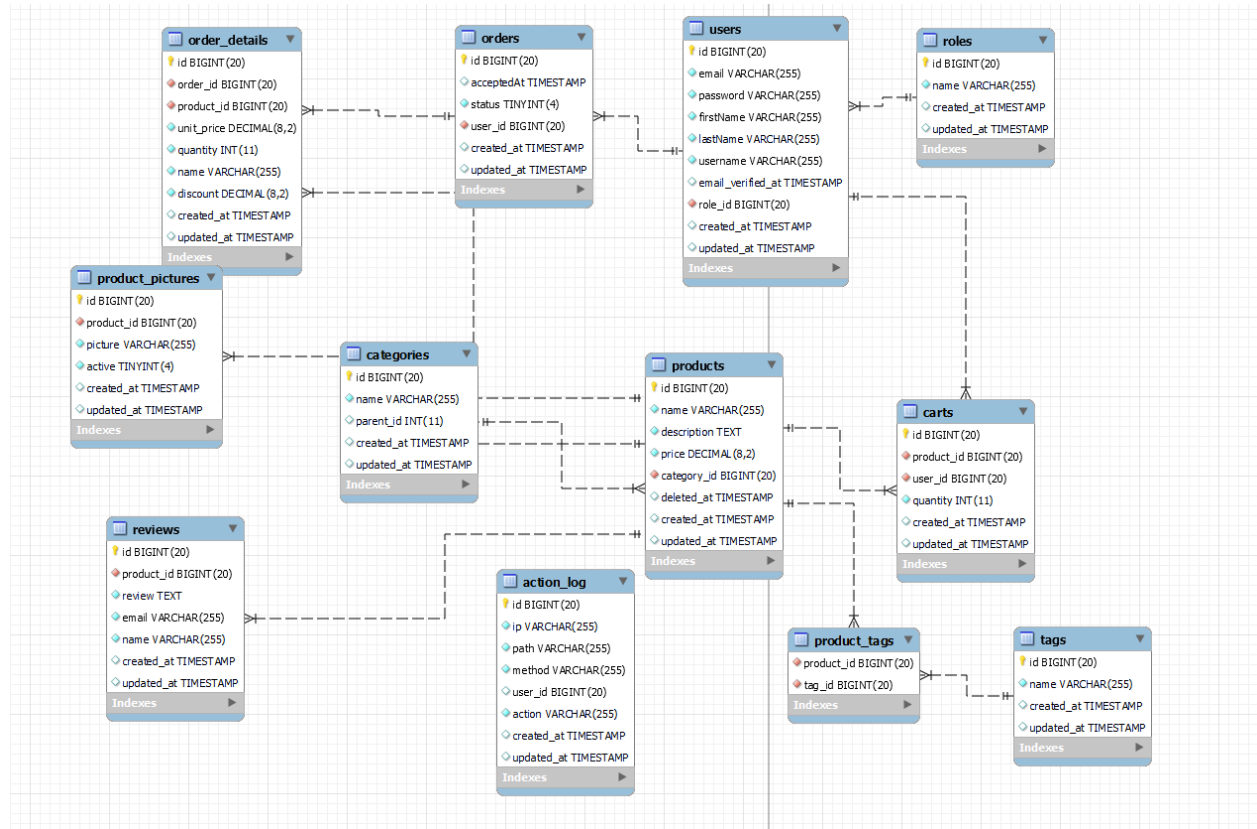 order_details
id BIGINT(20)
order_id BIGINT(20)
product_id BIGINT(20)
unit_price DECIMAL(8,2)
quantity INT(11)
name VARCHAR(255)
discount DECIMAL(8,2)
created_at TIMESTAMP
updated_at TIMESTAMP
Indexes
orders
id BIGINT(20)
acceptedAt TIMESTAMP
status TINYINT(4)
user_id BIGINT(20)
created_at TIMESTAMP
updated_at TIMESTAMP
Indexes
users
id BIGINT(20)
email VARCHAR(255)
password VARCHAR(255)
firstName VARCHAR(255)
lastName VARCHAR(255)
username VARCHAR(255)
email_verified_at TIMESTAMP
role_id BIGINT(20)
created_at TIMESTAMP
updated_at TIMESTAMP
Indexes
roles
id BIGINT(20)
name VARCHAR(255)
created_at TIMESTAMP
updated_at TIMESTAMP
Indexes
product_pictures
id BIGINT(20)
product_id BIGINT(20)
picture VARCHAR(255)
active TINYINT(4)
created_at TIMESTAMP
updated_at TIMESTAMP
Indexes
categories
id BIGINT(20)
name VARCHAR(255)
parent_id INT(11)
created_at TIMESTAMP
updated_at TIMESTAMP
Indexes
products
id BIGINT(20)
name VARCHAR(255)
description TEXT
price DECIMAL(8,2)
category_id BIGINT(20)
deleted_at TIMESTAMP
created_at TIMESTAMP
updated_at TIMESTAMP
Indexes
carts
id BIGINT(20)
product_id BIGINT(20)
user_id BIGINT(20)
quantity INT(11)
created_at TIMESTAMP
updated_at TIMESTAMP
Indexes
reviews
id BIGINT(20)
product_id BIGINT(20)
review TEXT
email VARCHAR(255)
name VARCHAR(255)
created_at TIMESTAMP
updated_at TIMESTAMP
Indexes
action_log
id BIGINT(20)
ip VARCHAR(255)
path VARCHAR(255)
method VARCHAR(255)
user_id BIGINT(20)
action VARCHAR(255)
created_at TIMESTAMP
updated_at TIMESTAMP
Indexes
product_tags
product_id BIGINT(20)
tag_id BIGINT(20)
Indexes
tags
id BIGINT(20)
name VARCHAR(255)
created_at TIMESTAMP
updated_at TIMESTAMP
Indexes